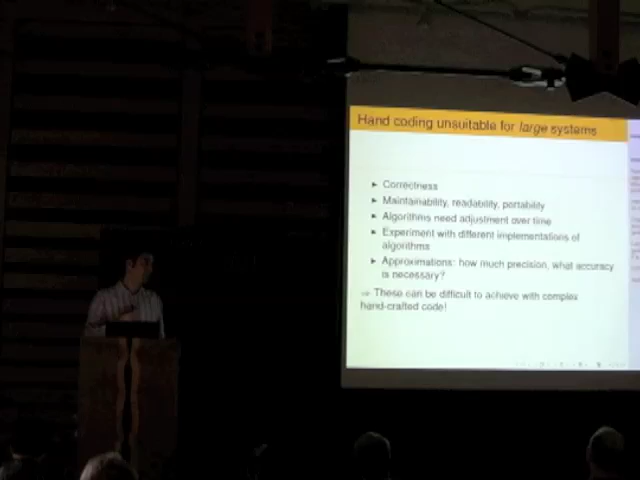 Hand coding unsuitable for large systems
► Correctness
► Maintainability, readability, portability
► Algorithms need adjustment over time
► Experiment with different implementations of
algorithms
► Approximations: how much precision, what accuracy
is necessary?
⇒ These can be difficult to achieve with complex
hand-crafted code!